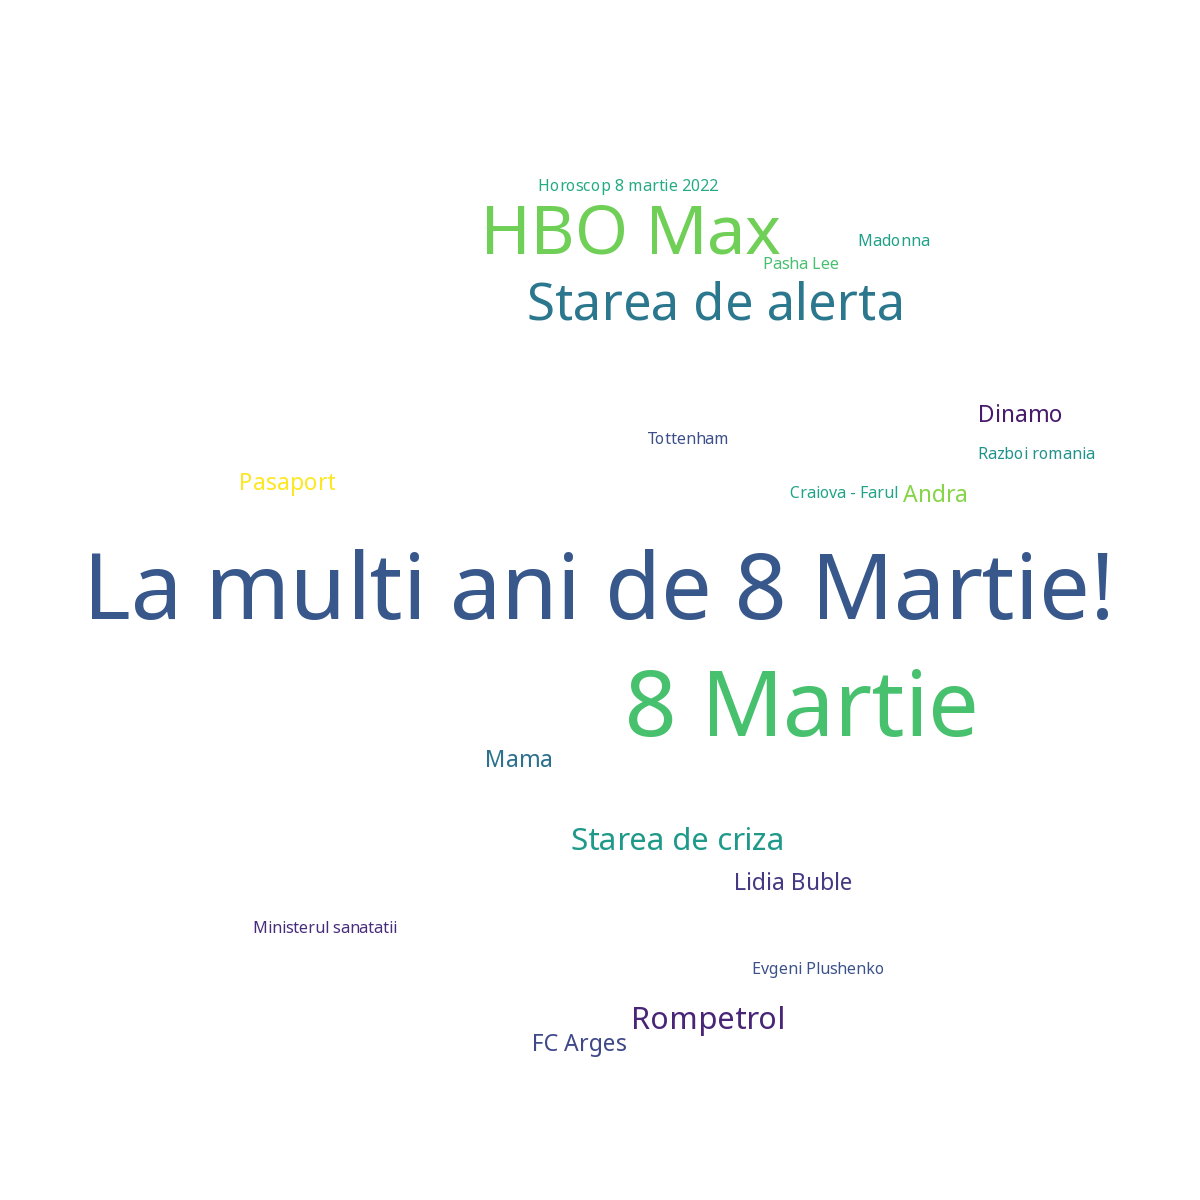 Horoscop 8 martie 2022
HBO Max
Madonna
Pasha Lee
Starea de alerta
Dinamo
Tottenham
Razboi romania
Pasaport
Craiova - Farul
Andra
La multi ani de 8 Martie!
8 Martie
Mama
Starea de criza
Lidia Buble
Ministerul sanatatii
Evgeni Plushenko
Rompetrol
FC Arges